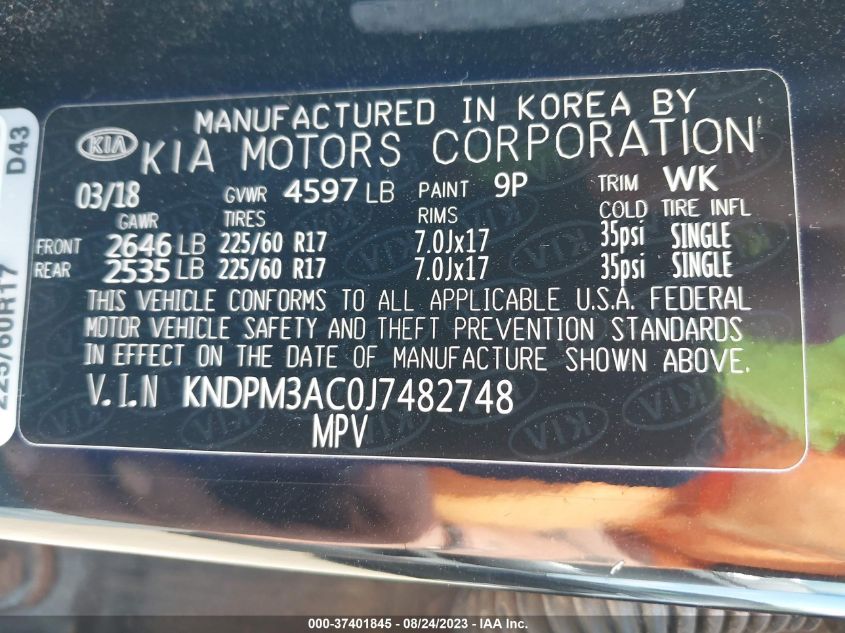 MANUFACTURED IN KOREA BY
KIA KIA MOTORS CORPORATION
03/18 GVWR 4597 LB PAINT 9P TRIM WK
GAWR TIRES RIMS COLD TIRE INFL
FRONT 2646 LB 225/60 R17 7.0Jx17 35psi SINGLE
REAR 2535 LB 225/60 R17 7.0Jx17 35psi SINGLE
THIS VEHICLE CONFORMS TO ALL APPLICABLE U.S.A. FEDERAL
MOTOR VEHICLE SAFETY AND THEFT PREVENTION STANDARDS
IN EFFECT ON THE DATE OF MANUFACTURE SHOWN ABOVE.
V.I.N KNDPM3AC0J7482748
MPV
D43
225/60R17
000-37401845 - 08/24/2023 - © IAA, Inc.